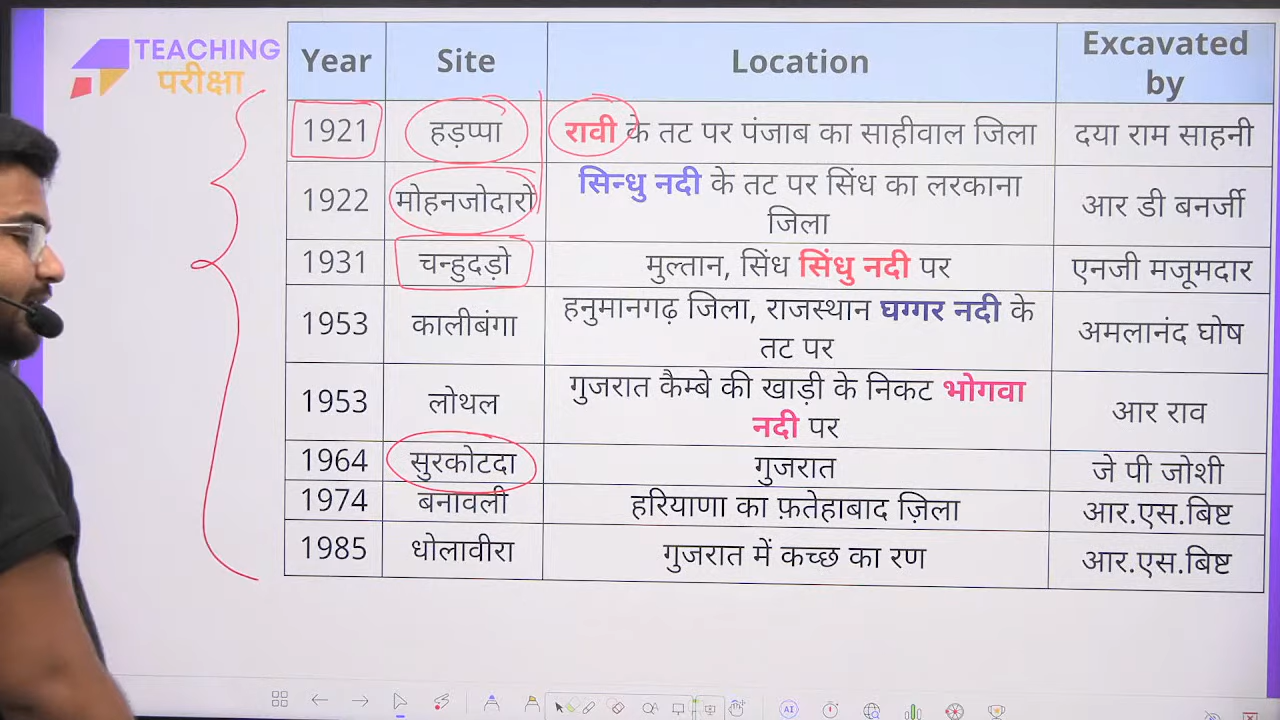 TEACHING
परीक्षा
Year Site Location Excavated by
1921 हड़प्पा रावी के तट पर पंजाब का साहीवाल जिला दया राम साहनी
1922 मोहनजोदारो सिन्धु नदी के तट पर सिंध का लरकाना जिला आर डी बनर्जी
1931 चन्हुदड़ो मुल्तान, सिंध सिंधु नदी पर एनजी मजूमदार
1953 कालीबंगा हनुमानगढ़ जिला, राजस्थान घग्गर नदी के तट पर अमलानंद घोष
1953 लोथल गुजरात कैम्बे की खाड़ी के निकट भोगवा नदी पर आर राव
1964 सुरकोटदा गुजरात जे पी जोशी
1974 बनावली हरियाणा का फ़तेहाबाद ज़िला आर.एस.बिष्ट
1985 धोलावीरा गुजरात में कच्छ का रण आर.एस.बिष्ट
AI